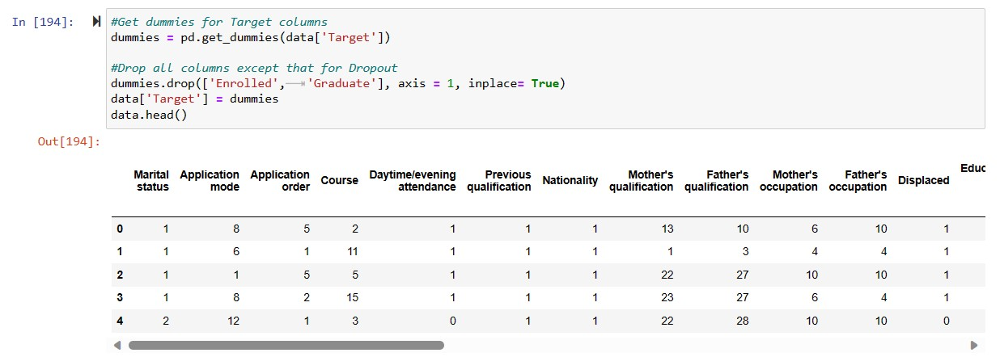 In [194]:
#Get dummies for Target columns
dummies = pd.get_dummies(data['Target'])
#Drop all columns except that for Dropout
dummies.drop(['Enrolled', 'Graduate'], axis = 1, inplace= True)
data['Target'] = dummies
data.head()
Out[194]:
Marital status Application mode Application order Course Daytime/evening attendance Previous qualification Nationality Mother's qualification Father's qualification Mother's occupation Father's occupation Displaced Educ
0 1 8 5 2 1 1 1 13 10 6 10 1
1 1 6 1 11 1 1 1 1 3 4 4 1
2 1 1 5 5 1 1 1 22 27 10 10 1
3 1 8 2 15 1 1 1 23 27 6 4 1
4 2 12 1 3 0 1 1 22 28 10 10 0